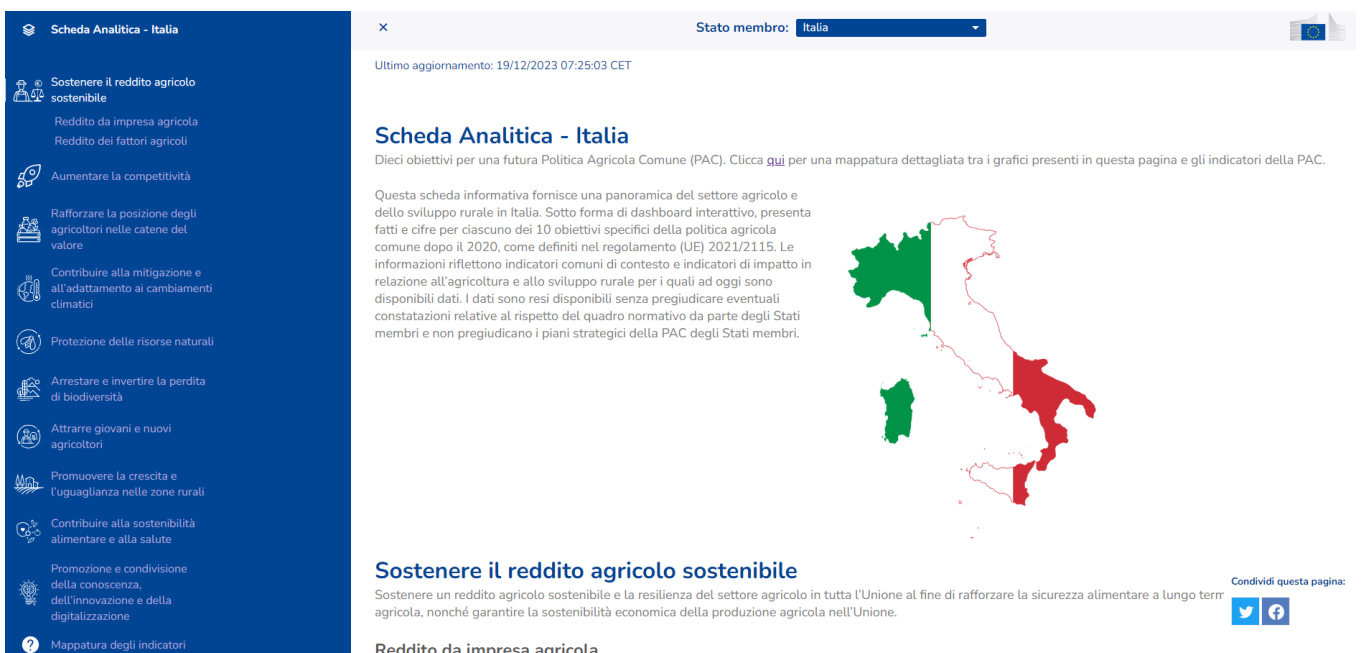 Scheda Analitica - Italia
Sostenere il reddito agricolo
sostenibile
Reddito da impresa agricola
Reddito dei fattori agricoli
Aumentare la competitività
Rafforzare la posizione degli
agricoltori nelle catene del
valore
Contribuire alla mitigazione e
all'adattamento ai cambiamenti
climatici
Protezione delle risorse naturali
Arrestare e invertire la perdita
di biodiversità
Attrarre giovani e nuovi
agricoltori
Promuovere la crescita e
l'uguaglianza nelle zone rurali
Contribuire alla sostenibilità
alimentare e alla salute
Promozione e condivisione
della conoscenza,
dell'innovazione e della
digitalizzazione
? Mappatura degli indicatori
× Stato membro: Italia
Ultimo aggiornamento: 19/12/2023 07:25:03 CET
Scheda Analitica - Italia
Dieci obiettivi per una futura Politica Agricola Comune (PAC). Clicca qui per una mappatura dettagliata tra i grafici presenti in questa pagina e gli indicatori della PAC.
Questa scheda informativa fornisce una panoramica del settore agricolo e
dello sviluppo rurale in Italia. Sotto forma di dashboard interattivo, presenta
fatti e cifre per ciascuno dei 10 obiettivi specifici della politica agricola
comune dopo il 2020, come definiti nel regolamento (UE) 2021/2115. Le
informazioni riflettono indicatori comuni di contesto e indicatori di impatto in
relazione all'agricoltura e allo sviluppo rurale per i quali ad oggi sono
disponibili dati. I dati sono resi disponibili senza pregiudicare eventuali
constatazioni relative al rispetto del quadro normativo da parte degli Stati
membri e non pregiudicano i piani strategici della PAC degli Stati membri.
Sostenere il reddito agricolo sostenibile
Sostenere un reddito agricolo sostenibile e la resilienza del settore agricolo in tutta l'Unione al fine di rafforzare la sicurezza alimentare a lungo term
agricola, nonché garantire la sostenibilità economica della produzione agricola nell'Unione.
Condividi questa pagina:
Reddito da impresa agricola